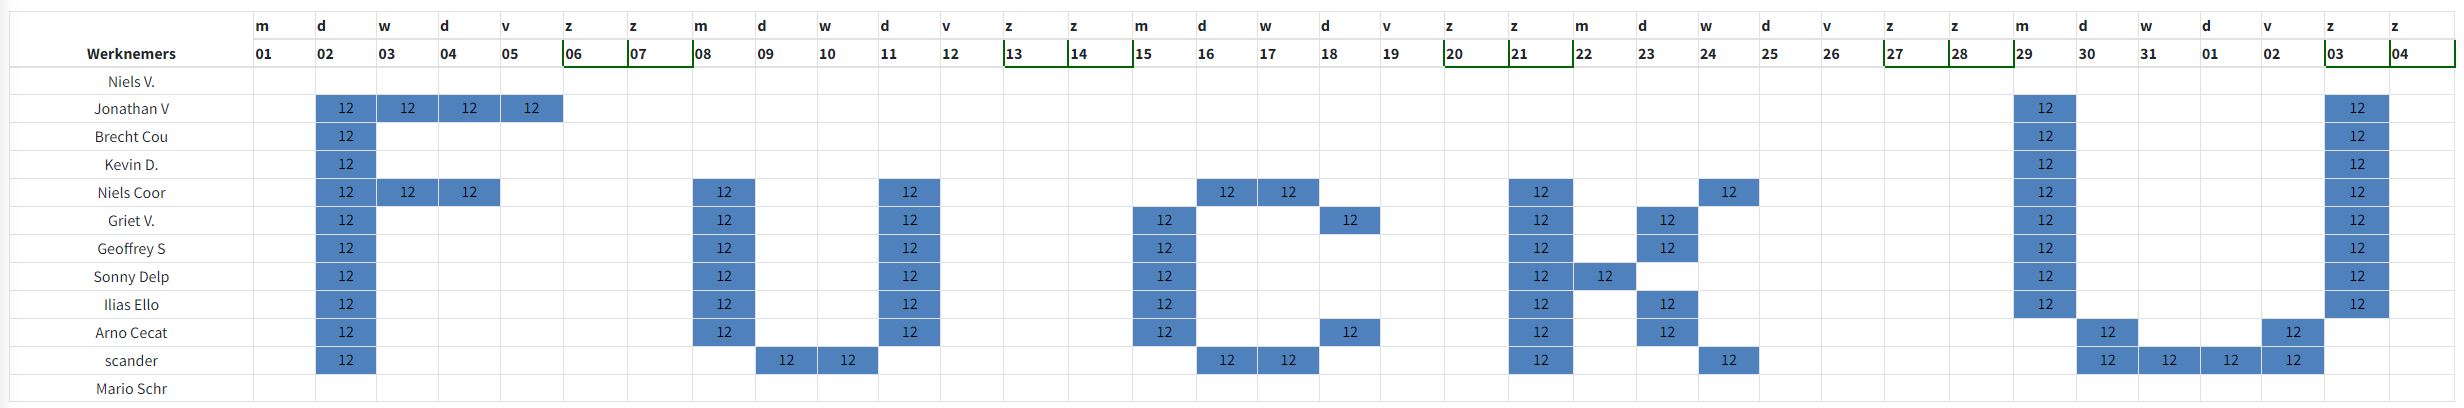 m d w d v z z m d w d v z z m d w d v z z m d w d v z z m d w d v z z
Werknemers 01 02 03 04 05 06 07 08 09 10 11 12 13 14 15 16 17 18 19 20 21 22 23 24 25 26 27 28 29 30 31 01 02 03 04
Niels V.
Jonathan V 12 12 12 12 12 12
Brecht Cou 12 12 12
Kevin D. 12 12 12
Niels Coor 12 12 12 12 12 12 12 12 12 12 12
Griet V. 12 12 12 12 12 12 12 12 12
Geoffrey S 12 12 12 12 12 12 12 12
Sonny Delp 12 12 12 12 12 12 12 12
Ilias Ello 12 12 12 12 12 12 12 12
Arno Cecat 12 12 12 12 12 12 12 12 12
scander 12 12 12 12 12 12 12 12 12 12 12
Mario Schr